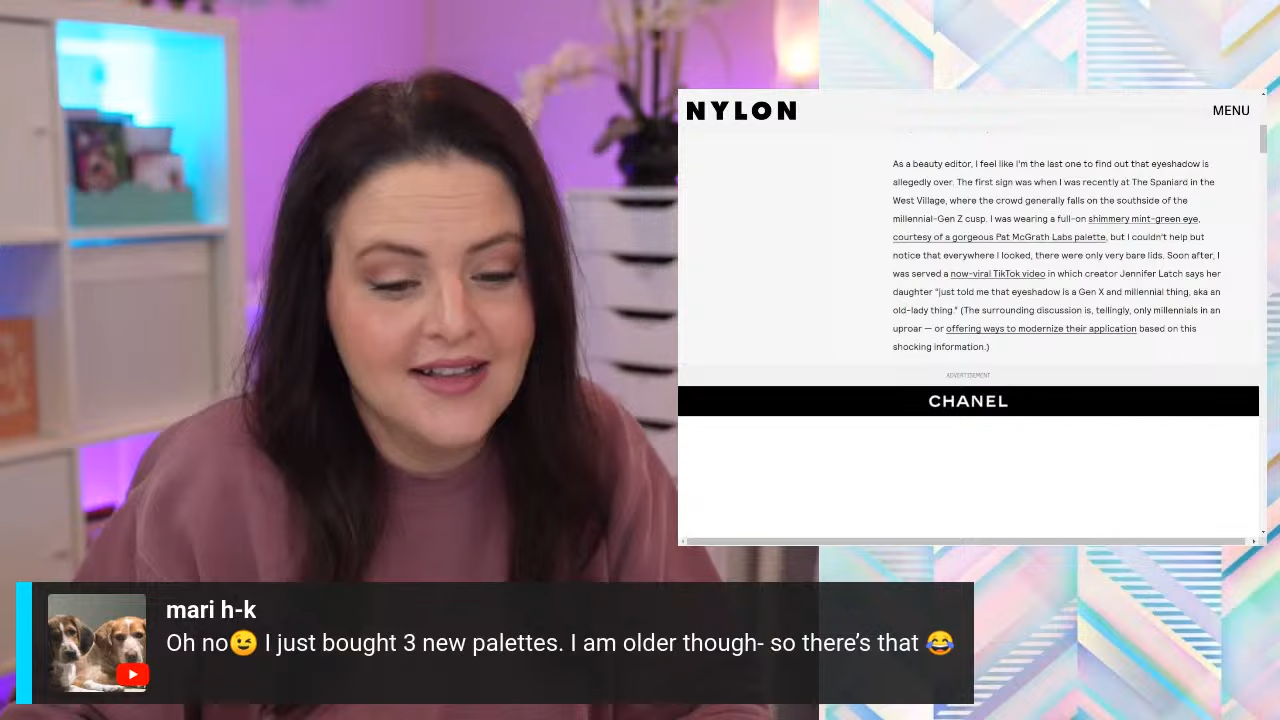 NYLON
MENU
As a beauty editor, I feel like I'm the last one to find out that eyeshadow is
allegedly over. The first sign was when I was recently at The Spaniard in the
West Village, where the crowd generally falls on the southside of the
millennial-Gen Z cusp. I was wearing a full-on shimmery mint-green eye,
courtesy of a gorgeous Pat McGrath Labs palette, but I couldn't help but
notice that everywhere I looked, there were only very bare lids. Soon after, I
was served a now-viral TikTok video in which creator Jennifer Latch says her
daughter "just told me that eyeshadow is a Gen X and millennial thing, aka an
old-lady thing." (The surrounding discussion is, tellingly, only millennials in an
uproar — or offering ways to modernize their application based on this
shocking information.)
ADVERTISEMENT
CHANEL
mari h-k
Oh no😉 I just bought 3 new palettes. I am older though- so there’s that 😂